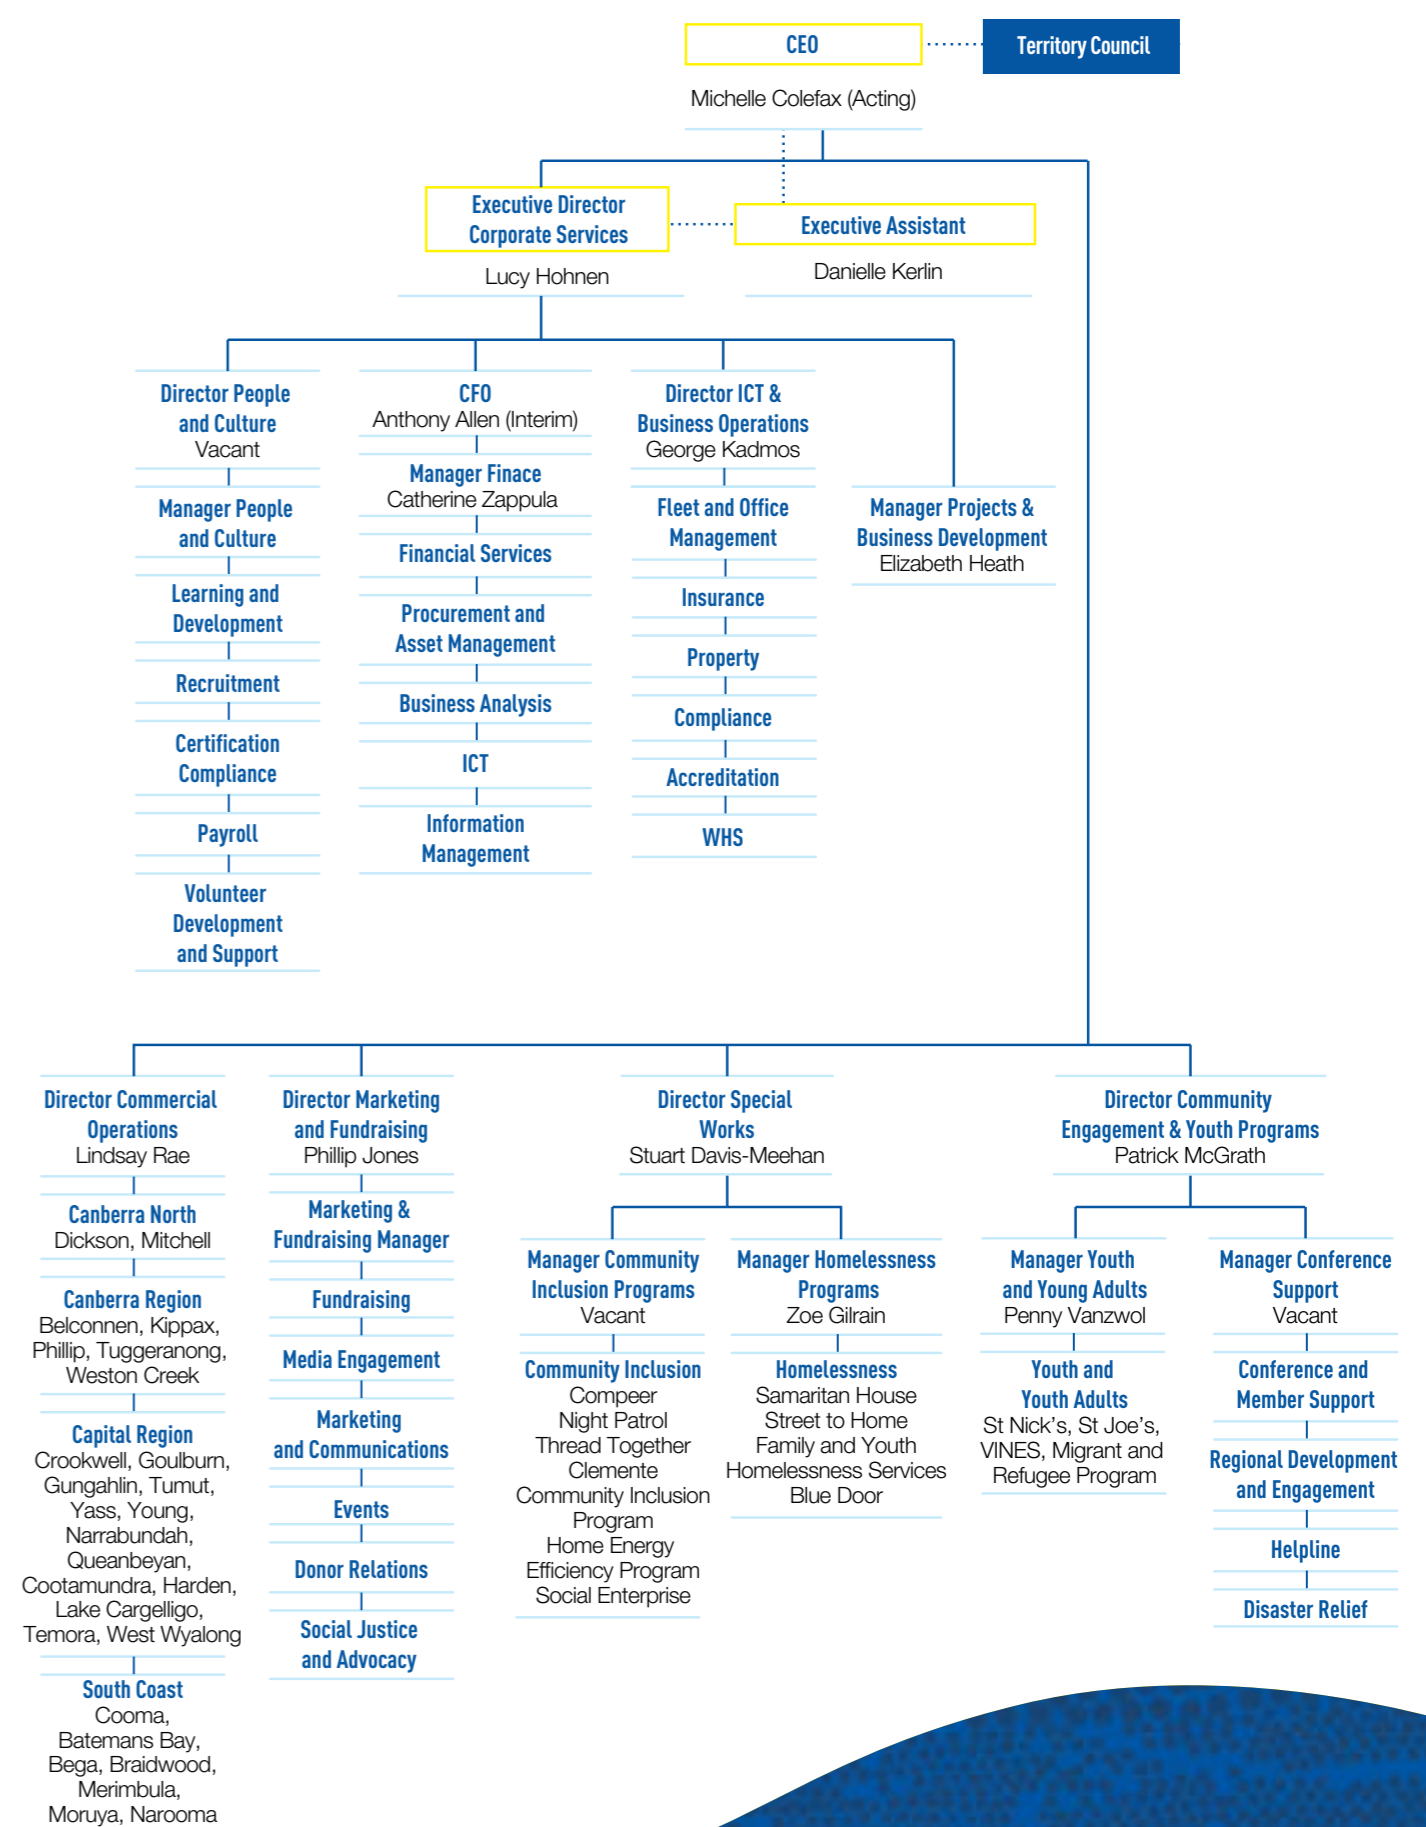 CEO
Territory Council
Michelle Colefax (Acting)
Executive Director
Corporate Services
Lucy Hohnen
Executive Assistant
Danielle Kerlin
Director People
and Culture
Vacant
Manager People
and Culture
Learning and
Development
Recruitment
Certification
Compliance
Payroll
Volunteer
Development
and Support
CFO
Anthony Allen (Interim)
Manager Finace
Catherine Zappula
Financial Services
Procurement and
Asset Management
Business Analysis
ICT
Information
Management
Director ICT &
Business Operations
George Kadmos
Fleet and Office
Management
Insurance
Property
Compliance
Accreditation
WHS
Manager Projects &
Business Development
Elizabeth Heath
Director Commercial
Operations
Lindsay Rae
Canberra North
Dickson, Mitchell
Canberra Region
Belconnen, Kippax,
Phillip, Tuggeranong,
Weston Creek
Capital Region
Crookwell, Goulburn,
Gungahlin, Tumut,
Yass, Young,
Narrabundah,
Queanbeyan,
Cootamundra, Harden,
Lake Cargelligo,
Temora, West Wyalong
South Coast
Cooma,
Batemans Bay,
Bega, Braidwood,
Merimbula,
Moruya, Narooma
Director Marketing
and Fundraising
Phillip Jones
Marketing &
Fundraising Manager
Fundraising
Media Engagement
Marketing
and Communications
Events
Donor Relations
Social Justice
and Advocacy
Director Special
Works
Stuart Davis-Meehan
Manager Community
Inclusion Programs
Vacant
Community Inclusion
Compeer
Night Patrol
Thread Together
Clemente
Community Inclusion
Program
Home Energy
Efficiency Program
Social Enterprise
Manager Homelessness
Programs
Zoe Gilrain
Homelessness
Samaritan House
Street to Home
Family and Youth
Homelessness Services
Blue Door
Director Community
Engagement & Youth Programs
Patrick McGrath
Manager Youth
and Young Adults
Penny Vanzwol
Youth and
Youth Adults
St Nick's, St Joe's,
VINES, Migrant and
Refugee Program
Manager Conference
Support
Vacant
Conference and
Member Support
Regional Development
and Engagement
Helpline
Disaster Relief